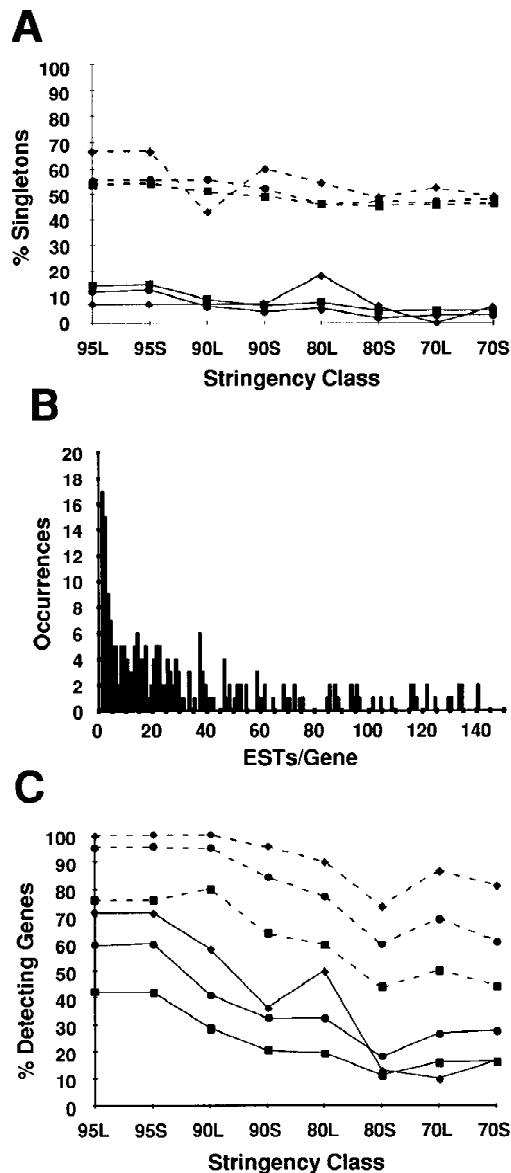 A
100
90
80
70
60
50
40
30
20
10
0
% Singletons
95L 95S 90L 90S 80L 80S 70L 70S
Stringency Class
B
20
18
16
14
12
10
8
6
4
2
0
Occurrences
0 20 40 60 80 100 120 140
ESTs/Gene
C
100
90
80
70
60
50
40
30
20
10
0
% Detecting Genes
95L 95S 90L 90S 80L 80S 70L 70S
Stringency Class